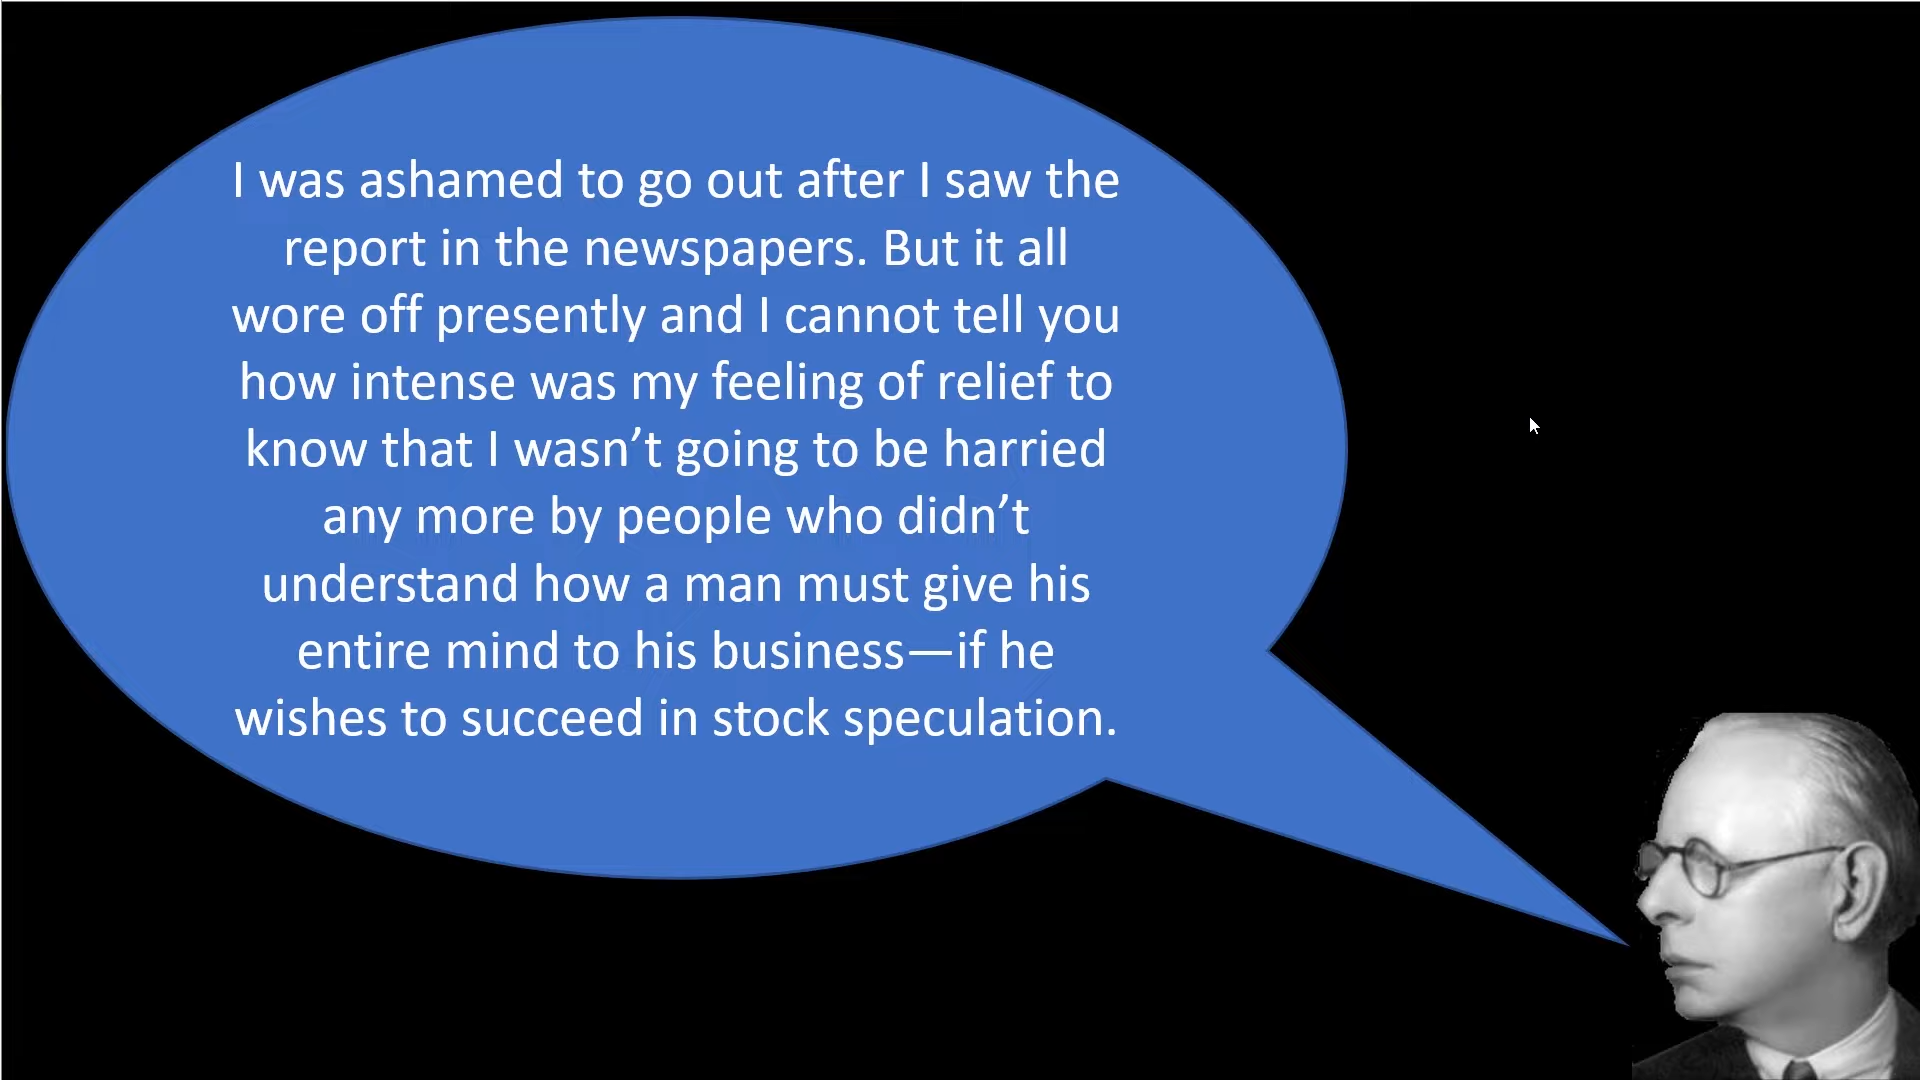 I was ashamed to go out after I saw the
report in the newspapers. But it all
wore off presently and I cannot tell you
how intense was my feeling of relief to
know that I wasn’t going to be harried
any more by people who didn’t
understand how a man must give his
entire mind to his business—if he
wishes to succeed in stock speculation.